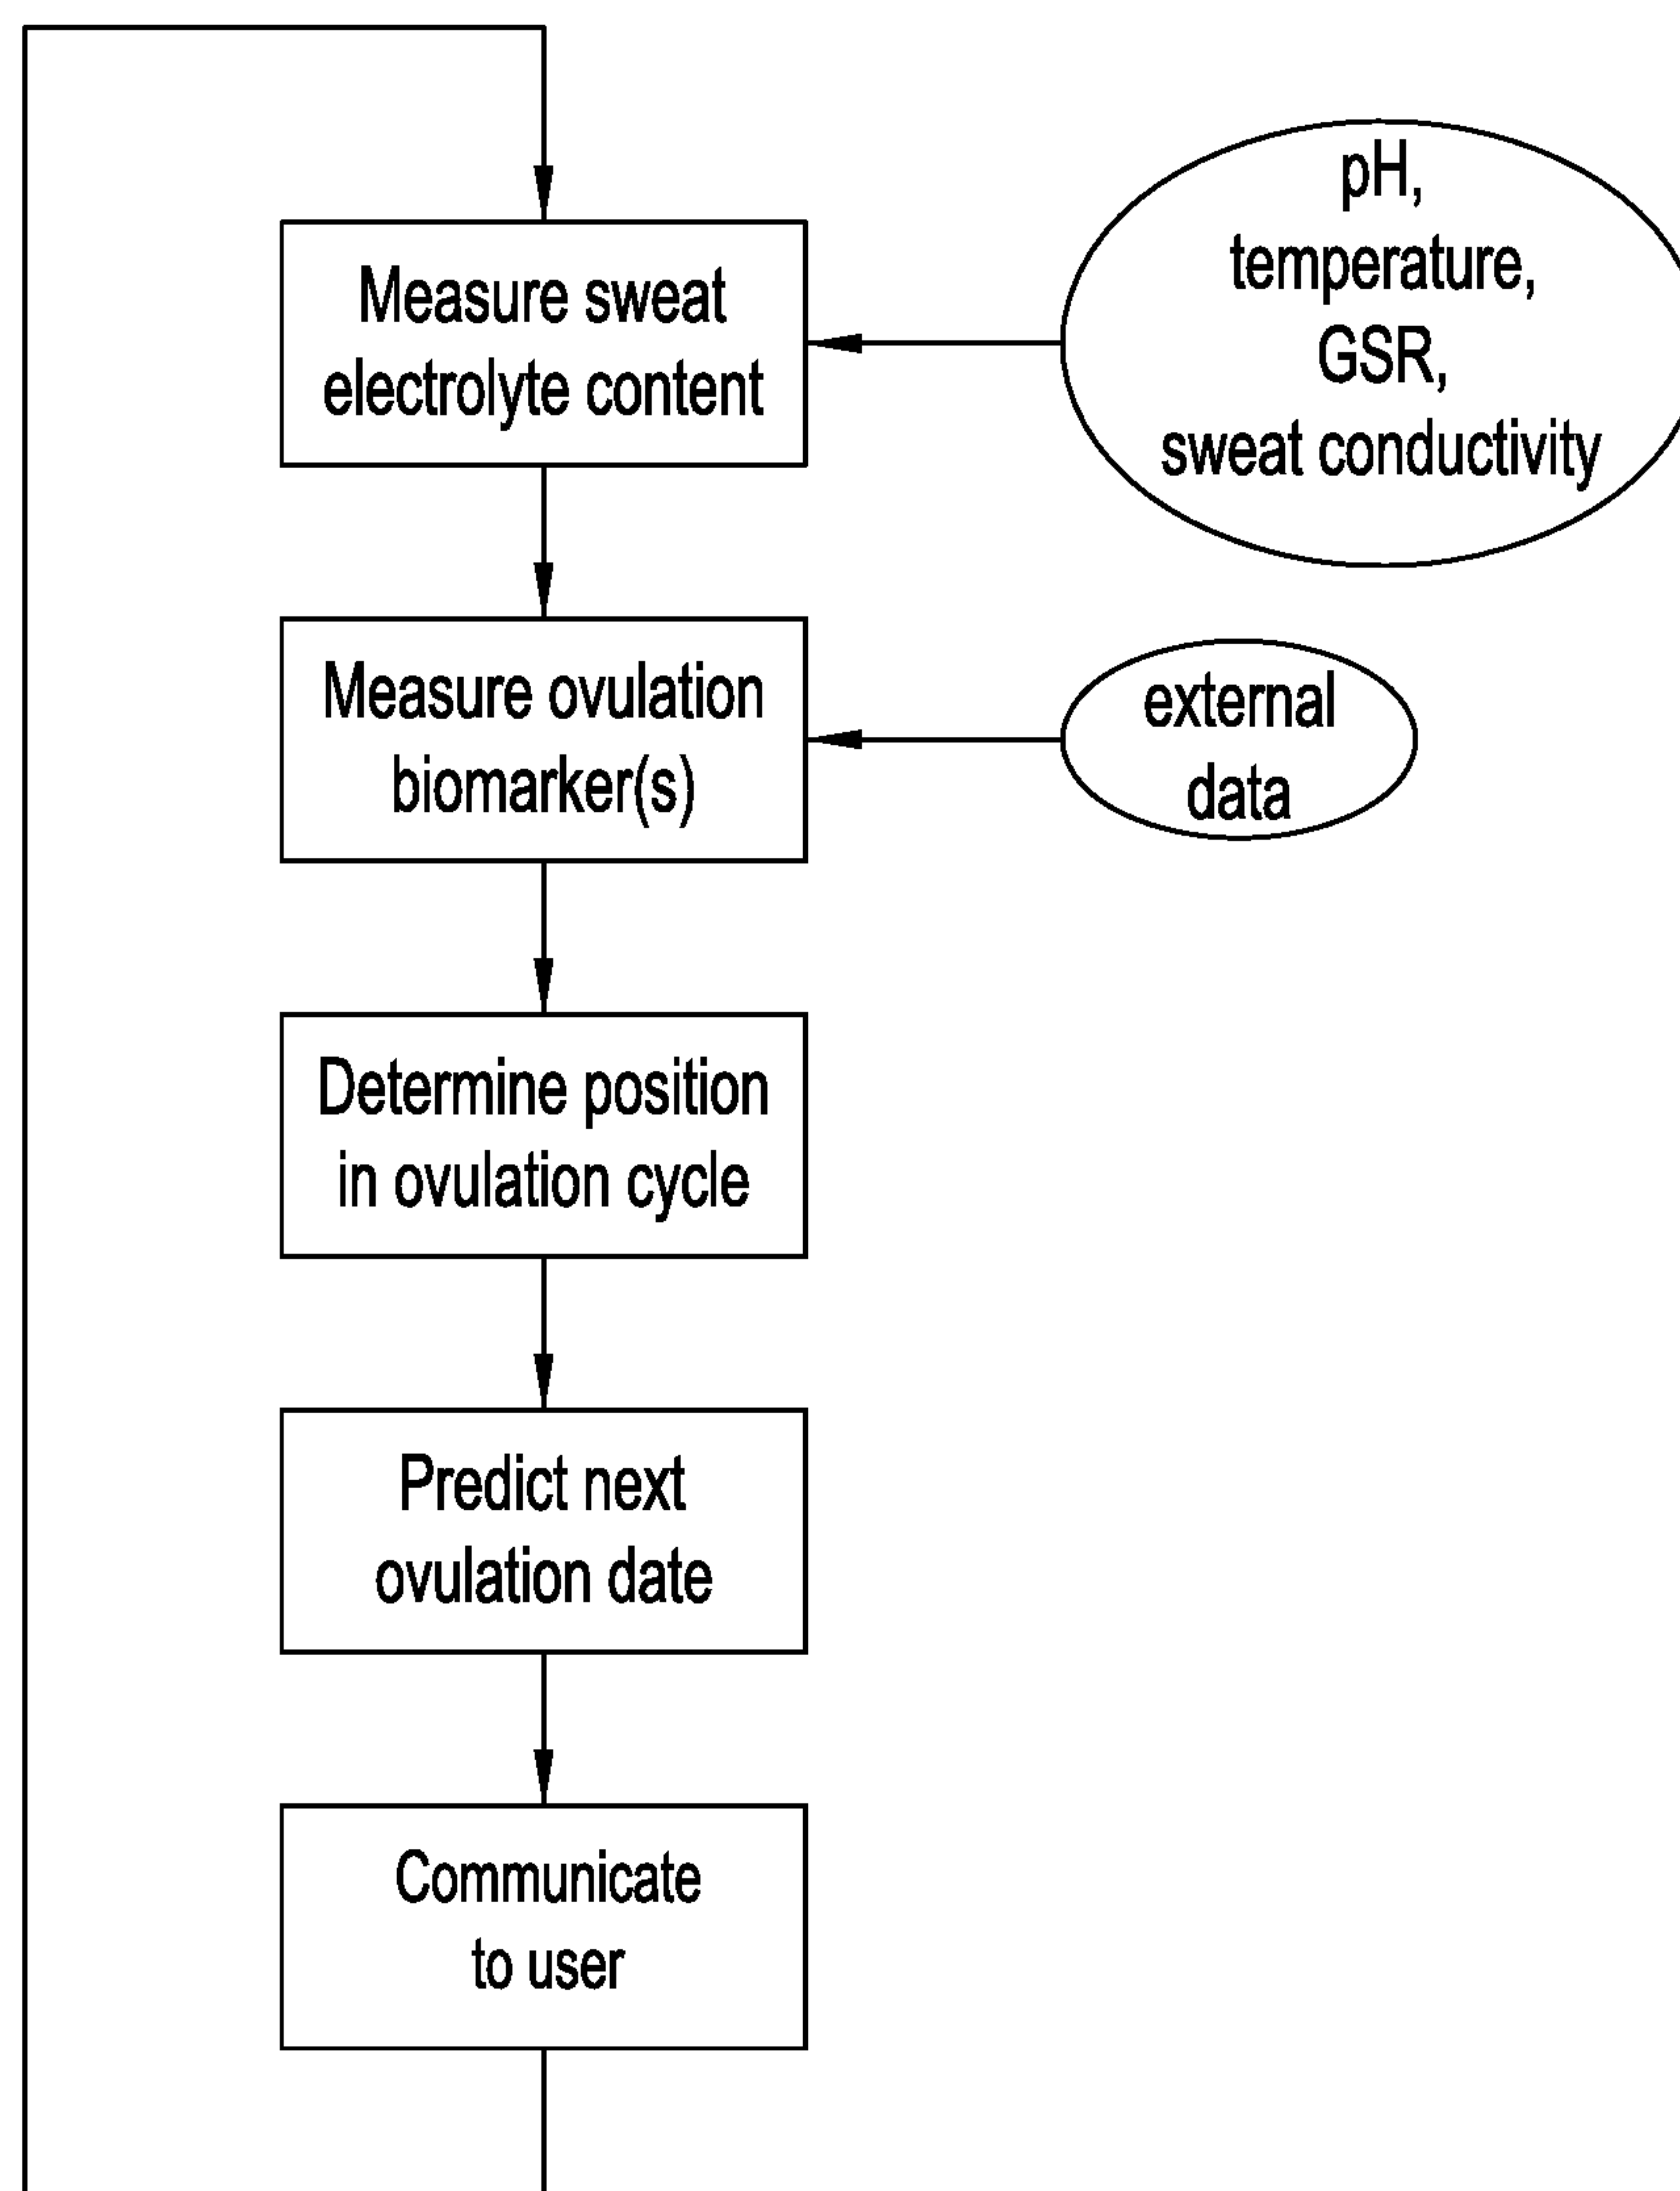 Measure sweat
electrolyte content
pH,
temperature,
GSR,
sweat conductivity
Measure ovulation
biomarker(s)
external
data
Determine position
in ovulation cycle
Predict next
ovulation date
Communicate
to user